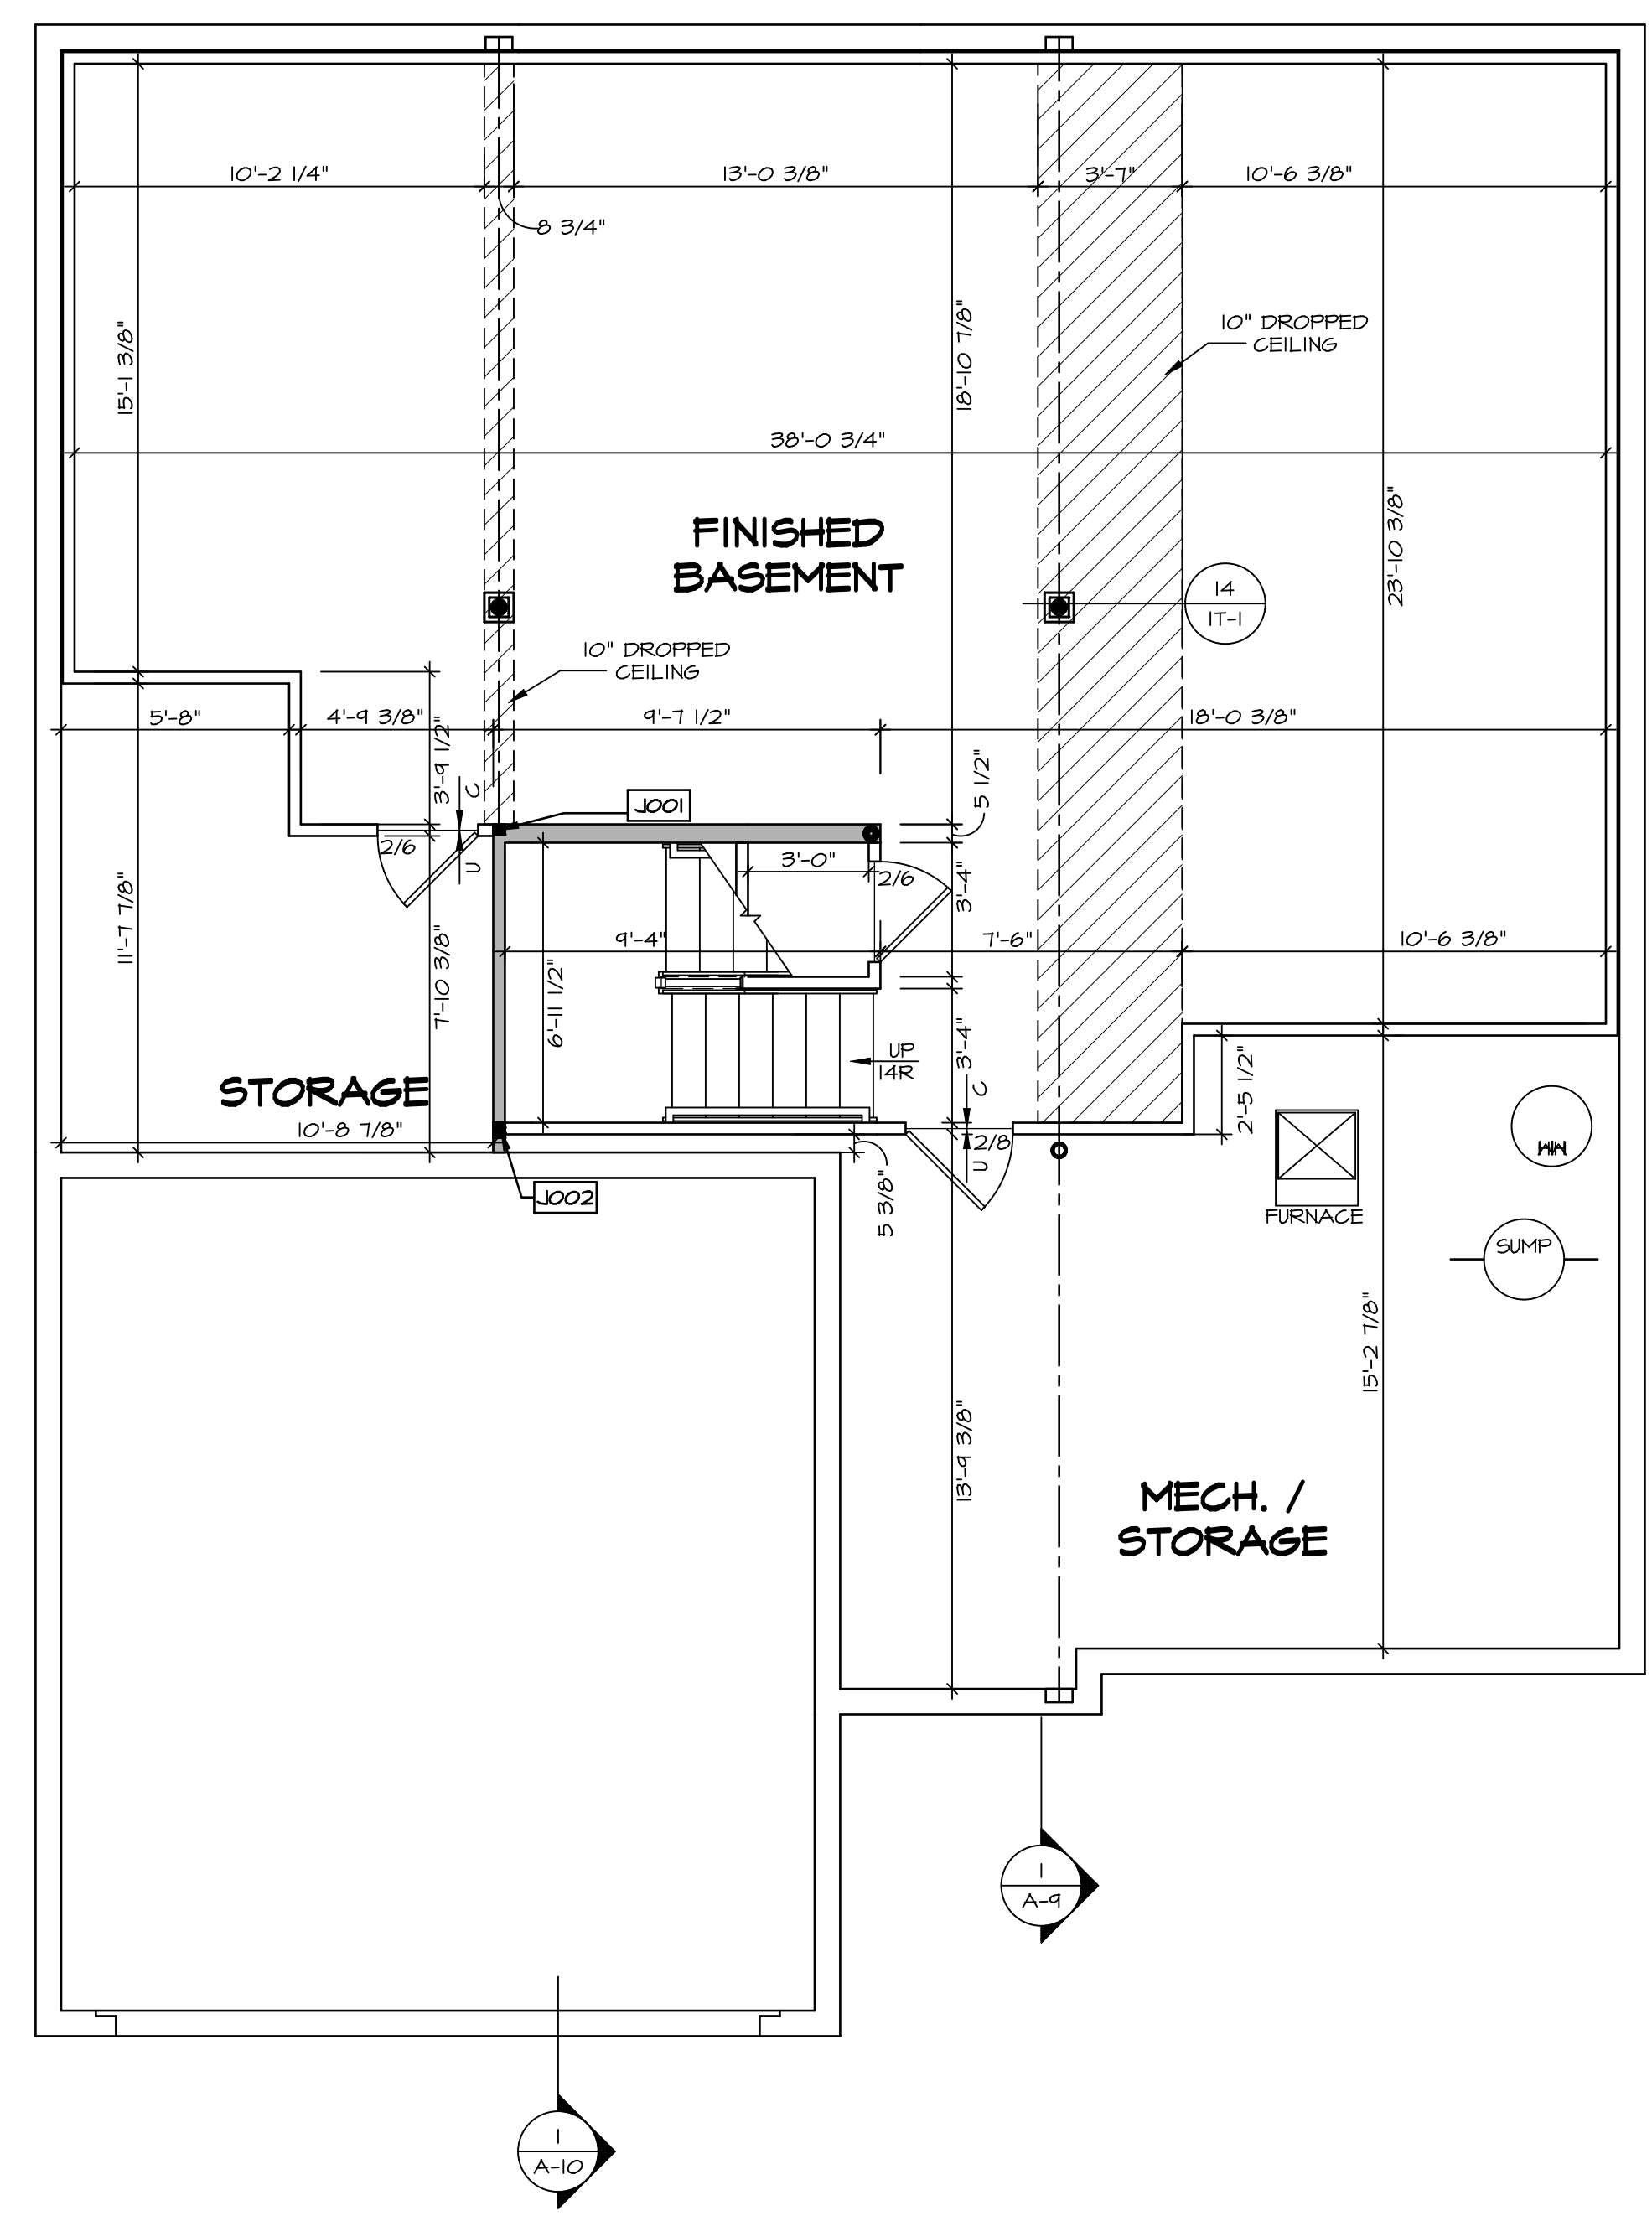 10'-2 1/4"
13'-0 3/8"
3'-7"
10'-6 3/8"
8 3/4"
15'-1 3/8"
18'-10 7/8"
10" DROPPED
CEILING
38'-0 3/4"
23'-10 3/8"
FINISHED
BASEMENT
14
1T-1
10" DROPPED
CEILING
5'-8"
4'-9 3/8"
9'-7 1/2"
18'-0 3/8"
3'-9 1/2"
C
U
J001
5 1/2"
2/6
3'-0"
2/6
3'-4"
11'-7 7/8"
7'-10 3/8"
9'-4"
7'-6"
10'-6 3/8"
6'-11 1/2"
3'-4"
UP
14R
C
U
2'-5 1/2"
STORAGE
10'-8 7/8"
2/8
J002
5 3/8"
FURNACE
WH
SUMP
15'-2 7/8"
13'-9 3/8"
MECH. /
STORAGE
1
A-9
1
A-10